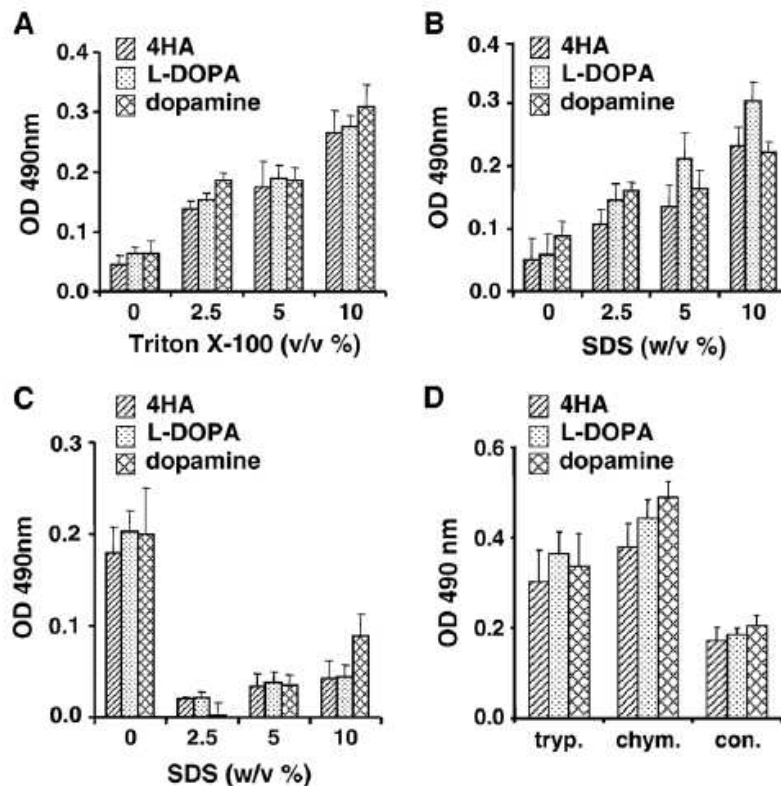 A
4HA
L-DOPA
dopamine
OD 490nm
0.4
0.3
0.2
0.1
0.0
0 2.5 5 10
Triton X-100 (v/v %)
B
4HA
L-DOPA
dopamine
OD 490nm
0.4
0.3
0.2
0.1
0.0
0 2.5 5 10
SDS (w/v %)
C
4HA
L-DOPA
dopamine
OD 490nm
0.3
0.2
0.1
0.0
0 2.5 5 10
SDS (w/v %)
D
4HA
L-DOPA
dopamine
OD 490 nm
0.6
0.4
0.2
0.0
tryp. chym. con.